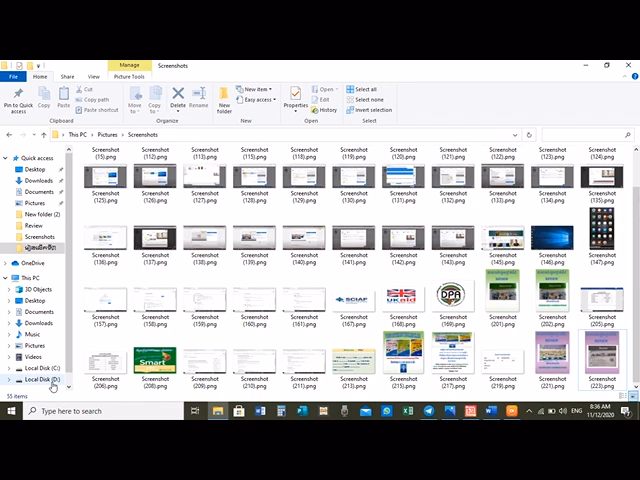 Manage
Screenshots
File
Home
Share
View
Picture Tools
Pin to Quick access
Copy
Paste
Cut
Copy path
Paste shortcut
Move to
Copy to
Delete
Rename
New folder
New item
Easy access
Properties
Open
Edit
History
Select all
Select none
Invert selection
Clipboard
Organize
New
Open
Select
This PC > Pictures > Screenshots
Quick access
Desktop
Downloads
Documents
Pictures
New folder (2)
Review
Screenshots
OneDrive
This PC
3D Objects
Desktop
Documents
Downloads
Music
Pictures
Videos
Local Disk (C:)
Local Disk (D:)
Screenshot (15).png
Screenshot (112).png
Screenshot (113).png
Screenshot (115).png
Screenshot (118).png
Screenshot (119).png
Screenshot (120).png
Screenshot (121).png
Screenshot (122).png
Screenshot (123).png
Screenshot (124).png
Screenshot (125).png
Screenshot (126).png
Screenshot (127).png
Screenshot (128).png
Screenshot (129).png
Screenshot (130).png
Screenshot (131).png
Screenshot (132).png
Screenshot (133).png
Screenshot (134).png
Screenshot (135).png
Screenshot (136).png
Screenshot (137).png
Screenshot (138).png
Screenshot (139).png
Screenshot (140).png
Screenshot (141).png
Screenshot (142).png
Screenshot (143).png
Screenshot (145).png
Screenshot (146).png
Screenshot (147).png
SCIAF
UKaid
DPA
Screenshot (157).png
Screenshot (158).png
Screenshot (159).png
Screenshot (160).png
Screenshot (161).png
Screenshot (167).png
Screenshot (168).png
Screenshot (169).png
Screenshot (201).png
Screenshot (202).png
Screenshot (205).png
Smart
Screenshot (206).png
Screenshot (208).png
Screenshot (209).png
Screenshot (210).png
Screenshot (211).png
Screenshot (213).png
Screenshot (215).png
Screenshot (217).png
Screenshot (219).png
Screenshot (221).png
Screenshot (223).png
55 items
Type here to search
ENG
8:36 AM
11/12/2020